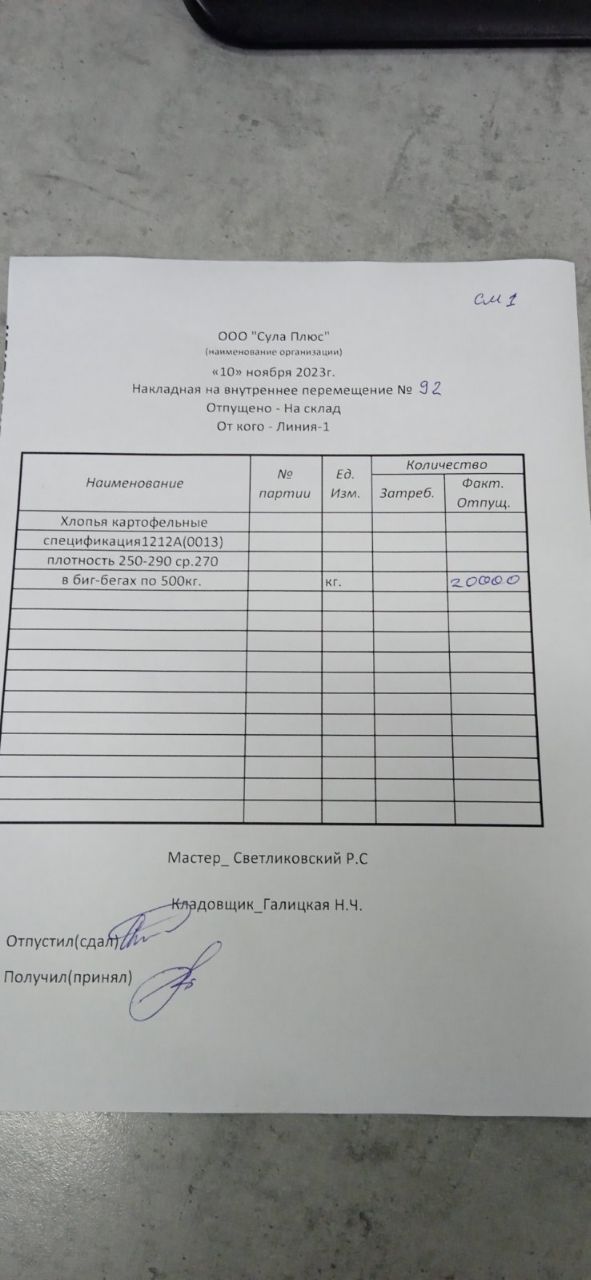 см 1
ООО "Сула Плюс"
(наименование организации)
«10» ноября 2023г.
Накладная на внутреннее перемещение № 92
Отпущено - На склад
От кого - Линия-1
Наименование № партии Ед. Изм. Количество
Затреб. Факт. Отпущ.
Хлопья картофельные
спецификация1212А(0013)
плотность 250-290 ср.270
в биг-бегах по 500кг. кг. 20000
Мастер_ Светликовский Р.С
Кладовщик_Галицкая Н.Ч.
Отпустил(сдал)
Получил(принял)